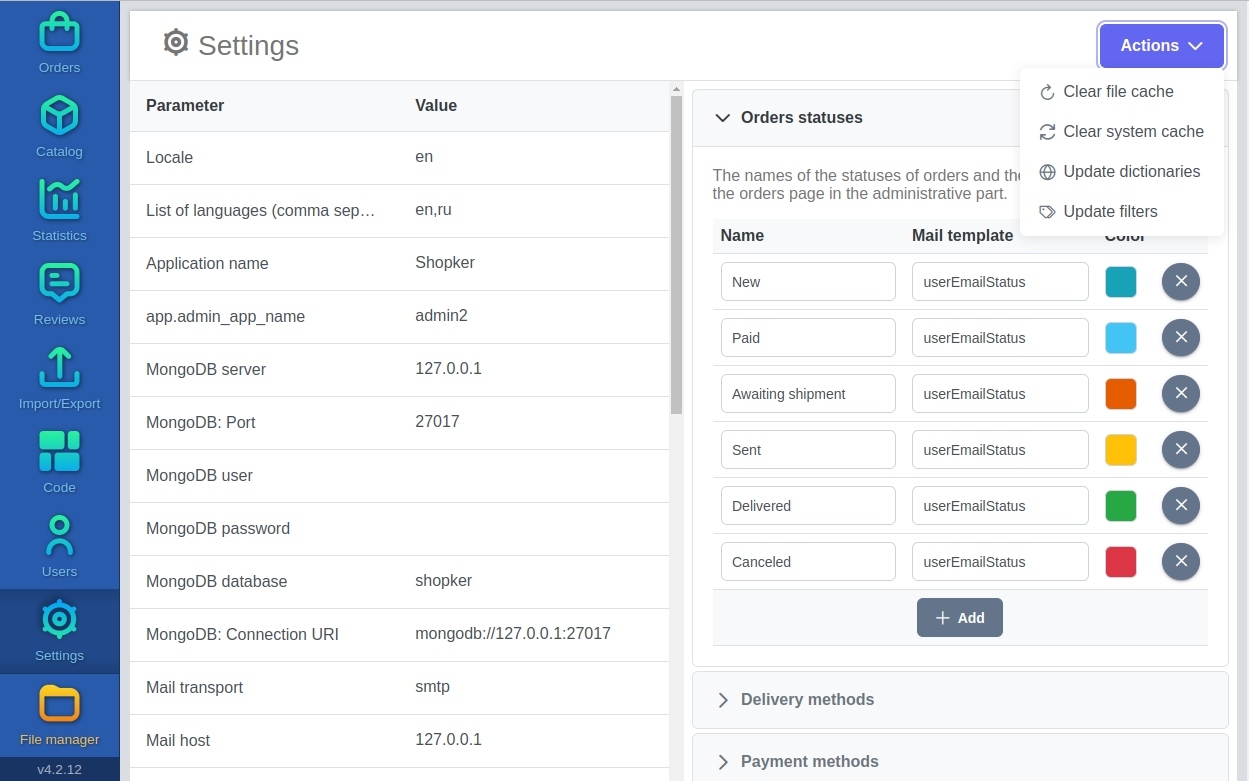 Orders
Catalog
Statistics
Reviews
Import/Export
Code
Users
Settings
File manager
v4.2.12
Settings
Actions
Clear file cache
Clear system cache
Update dictionaries
Update filters
Parameter Value
Locale en
List of languages (comma sep… en,ru
Application name Shopker
app.admin_app_name admin2
MongoDB server 127.0.0.1
MongoDB: Port 27017
MongoDB user
MongoDB password
MongoDB database shopker
MongoDB: Connection URI mongodb://127.0.0.1:27017
Mail transport smtp
Mail host 127.0.0.1
Orders statuses
The names of the statuses of orders and
the orders page in the administrative part.
Name Mail template Color
New userEmailStatus
Paid userEmailStatus
Awaiting shipment userEmailStatus
Sent userEmailStatus
Delivered userEmailStatus
Canceled userEmailStatus
Add
Delivery methods
Payment methods